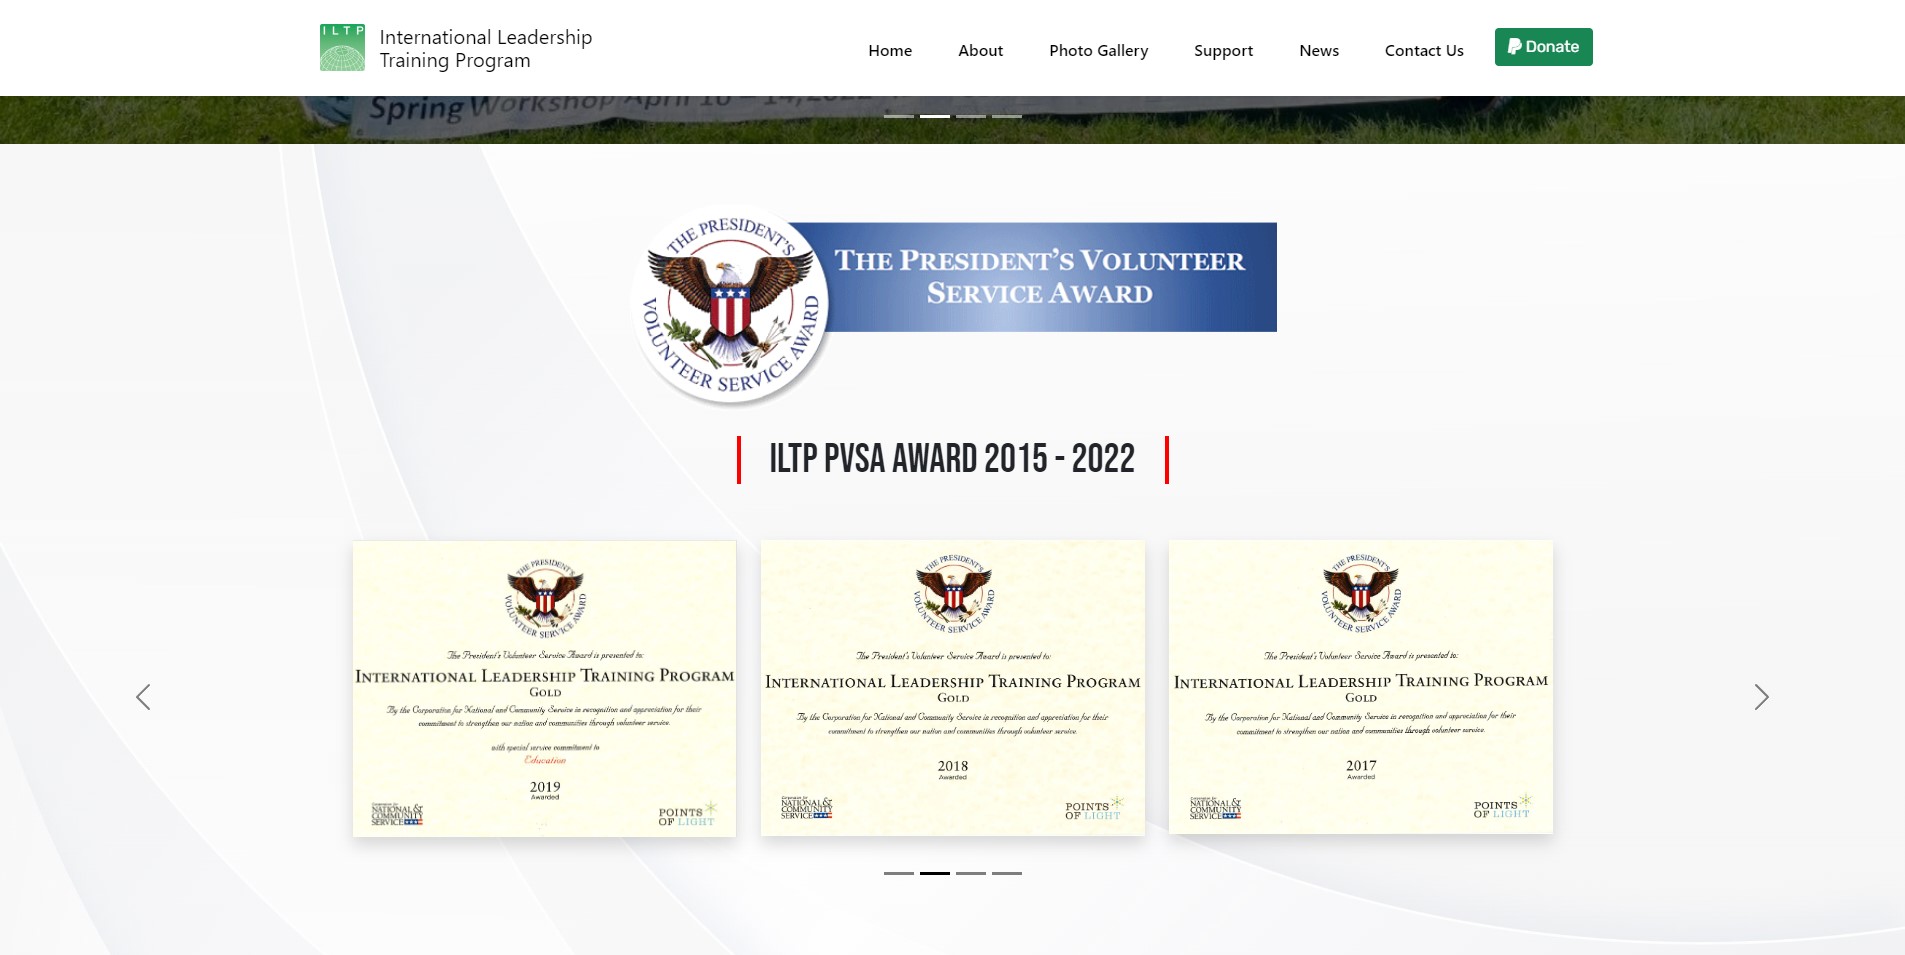 ILTP
International Leadership
Training Program
Home
About
Photo Gallery
Support
News
Contact Us
Donate
Spring Workshop April 10 - 14, 2022
THE PRESIDENT'S VOLUNTEER SERVICE AWARD
THE PRESIDENT'S VOLUNTEER
SERVICE AWARD
ILTP PVSA AWARD 2015 - 2022
THE PRESIDENT'S VOLUNTEER SERVICE AWARD
The President's Volunteer Service Award is presented to:
INTERNATIONAL LEADERSHIP TRAINING PROGRAM
GOLD
By the Corporation for National and Community Service in recognition and appreciation for their
commitment to strengthen our nation and communities through volunteer service.
with special service commitment to
Education
2019
Awarded
Corporation for
NATIONAL &
COMMUNITY
SERVICE
POINTS
OF LIGHT
THE PRESIDENT'S VOLUNTEER SERVICE AWARD
The President's Volunteer Service Award is presented to:
INTERNATIONAL LEADERSHIP TRAINING PROGRAM
GOLD
By the Corporation for National and Community Service in recognition and appreciation for their
commitment to strengthen our nation and communities through volunteer service.
2018
Awarded
Corporation for
NATIONAL &
COMMUNITY
SERVICE
POINTS
OF LIGHT
THE PRESIDENT'S VOLUNTEER SERVICE AWARD
The President's Volunteer Service Award is presented to:
INTERNATIONAL LEADERSHIP TRAINING PROGRAM
GOLD
By the Corporation for National and Community Service in recognition and appreciation for their
commitment to strengthen our nation and communities through volunteer service.
2017
Awarded
Corporation for
NATIONAL &
COMMUNITY
SERVICE
POINTS
OF LIGHT